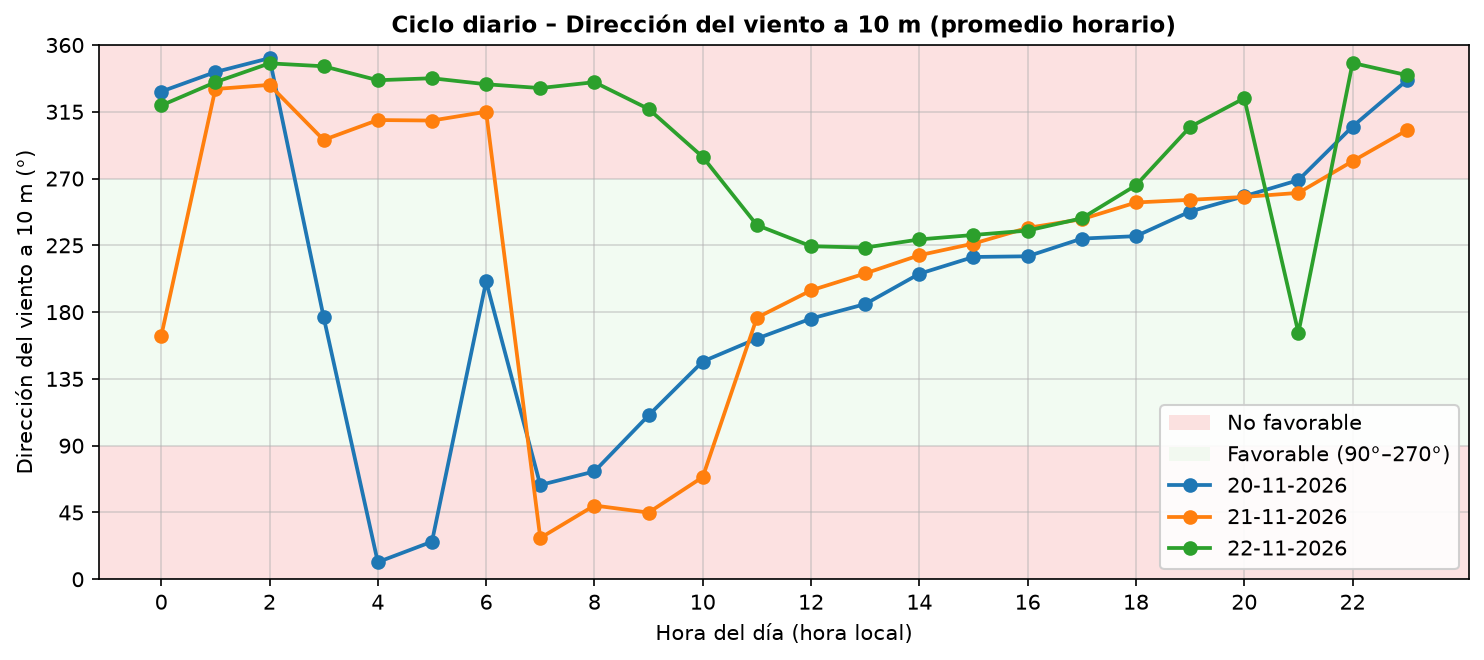 Ciclo diario – Dirección del viento a 10 m (promedio horario)
Dirección del viento a 10 m (°)
360
315
270
225
180
135
90
45
0
No favorable
Favorable (90°–270°)
20-11-2026
21-11-2026
22-11-2026
0 2 4 6 8 10 12 14 16 18 20 22
Hora del día (hora local)